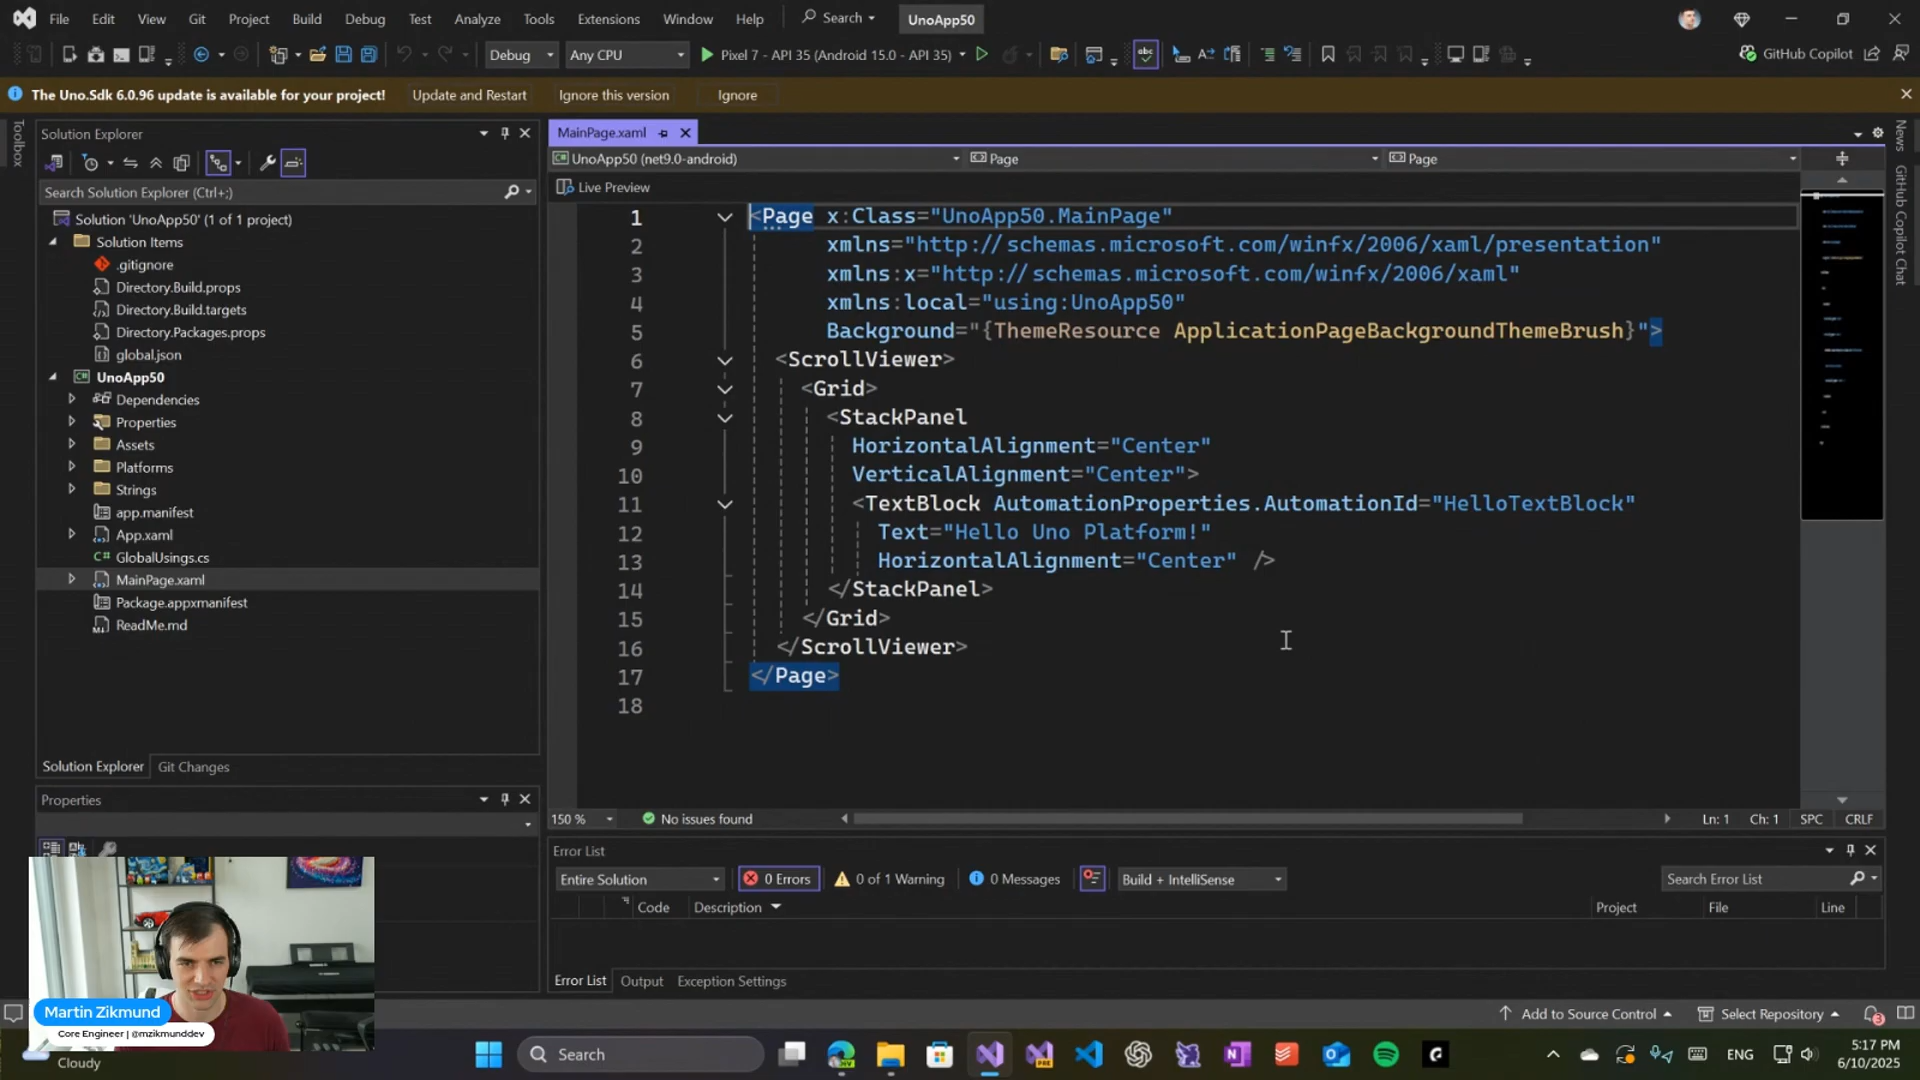 File Edit View Git Project Build Debug Test Analyze Tools Extensions Window Help Search UnoApp50
Debug Any CPU Pixel 7 - API 35 (Android 15.0 - API 35) abc GitHub Copilot
The Uno.Sdk 6.0.96 update is available for your project! Update and Restart Ignore this version Ignore
Toolbox
Solution Explorer
Search Solution Explorer (Ctrl+;)
Solution 'UnoApp50' (1 of 1 project)
Solution Items
.gitignore
Directory.Build.props
Directory.Build.targets
Directory.Packages.props
global.json
UnoApp50
Dependencies
Properties
Assets
Platforms
Strings
app.manifest
App.xaml
C# GlobalUsings.cs
MainPage.xaml
Package.appxmanifest
ReadMe.md
Solution Explorer Git Changes
Properties
MainPage.xaml
UnoApp50 (net9.0-android) Page Page
Live Preview
1 <Page x:Class="UnoApp50.MainPage"
2 xmlns="http://schemas.microsoft.com/winfx/2006/xaml/presentation"
3 xmlns:x="http://schemas.microsoft.com/winfx/2006/xaml"
4 xmlns:local="using:UnoApp50"
5 Background="{ThemeResource ApplicationPageBackgroundThemeBrush}">
6 <ScrollViewer>
7 <Grid>
8 <StackPanel
9 HorizontalAlignment="Center"
10 VerticalAlignment="Center">
11 <TextBlock AutomationProperties.AutomationId="HelloTextBlock"
12 Text="Hello Uno Platform!"
13 HorizontalAlignment="Center" />
14 </StackPanel>
15 </Grid>
16 </ScrollViewer>
17 </Page>
18
150 % No issues found Ln: 1 Ch: 1 SPC CRLF
Error List
Entire Solution 0 Errors 0 of 1 Warning 0 Messages Build + IntelliSense Search Error List
Code Description Project File Line
Error List Output Exception Settings
News
GitHub Copilot Chat
Martin Zikmund
Core Engineer | @mzikmunddev
Add to Source Control Select Repository 3
Cloudy
Search
ENG
5:17 PM
6/10/2025